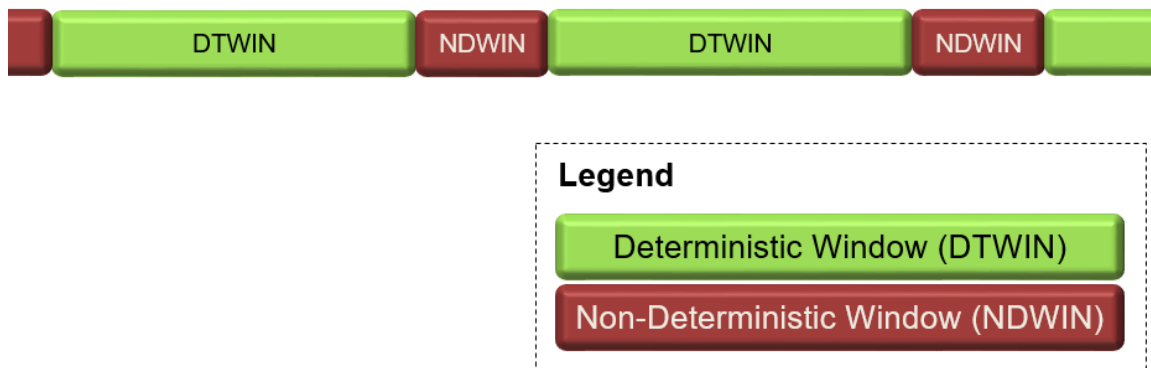 DTWIN NDWIN DTWIN NDWIN
Legend
Deterministic Window (DTWIN)
Non-Deterministic Window (NDWIN)